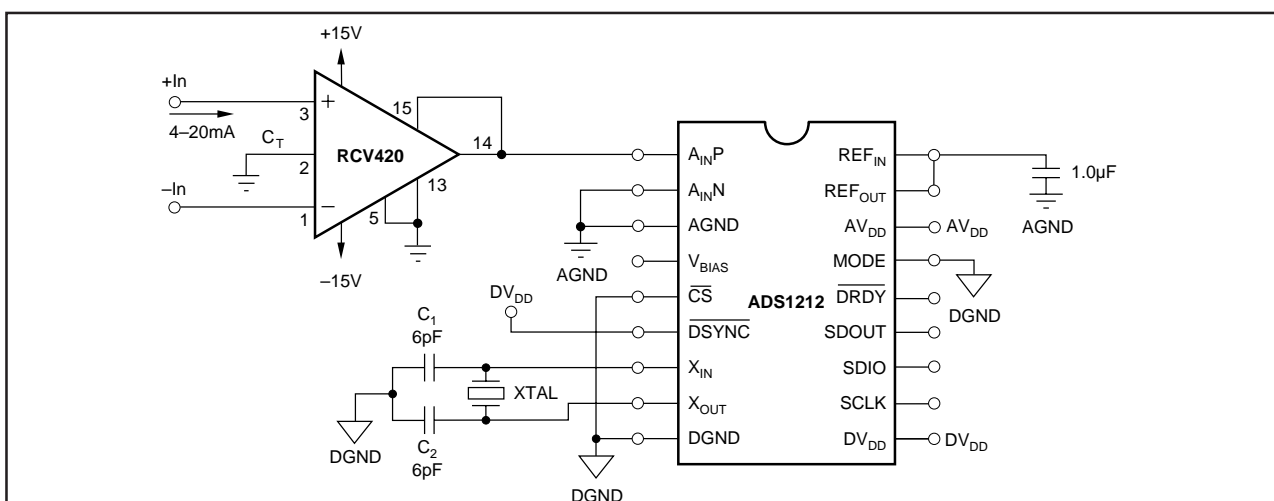 +15V
+In
3
+
15
4–20mA
C_T
2
RCV420
14
13
–In
1
–
5
–15V
A_INP
REF_IN
1.0µF
A_INN
REF_OUT
AGND
AGND
AV_DD
AV_DD
AGND
V_BIAS
MODE
DV_DD
CS
ADS1212
DRDY
DGND
C_1
6pF
DSYNC
SDOUT
X_IN
SDIO
XTAL
X_OUT
SCLK
DGND
C_2
6pF
DGND
DV_DD
DV_DD
DGND